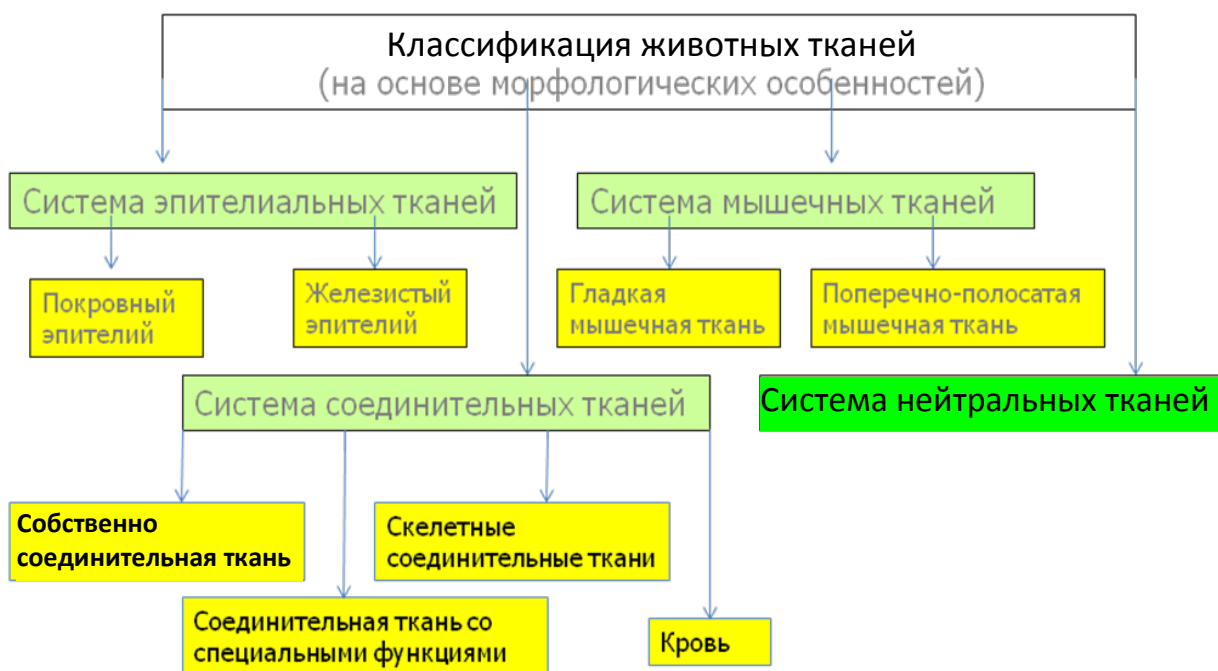 Классификация животных тканей
(на основе морфологических особенностей)
Система эпителиальных тканей
Система мышечных тканей
Покровный
эпителий
Железистый
эпителий
Гладкая
мышечная ткань
Поперечно-полосатая
мышечная ткань
Система соединительных тканей
Система нейтральных тканей
Собственно
соединительная ткань
Скелетные
соединительные ткани
Соединительная ткань со
специальными функциями
Кровь